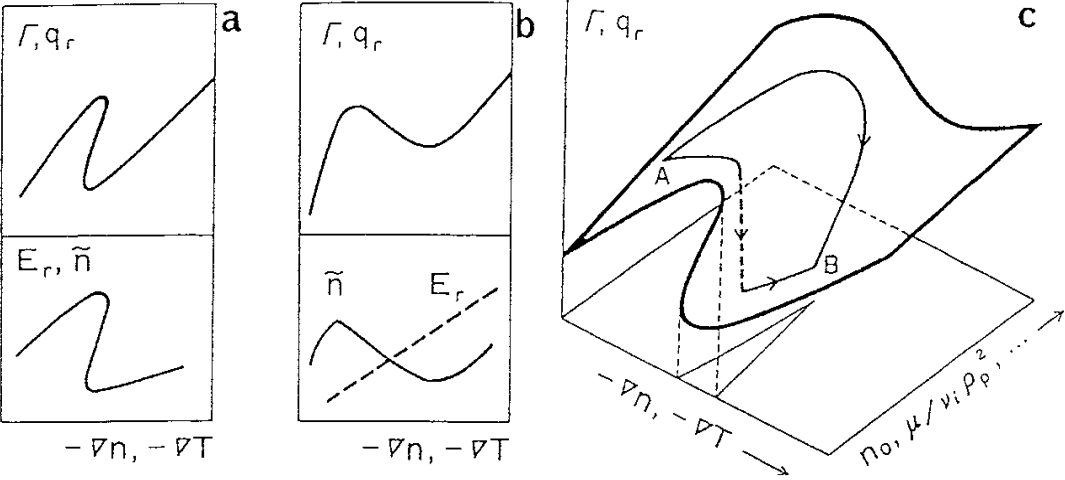 a
Γ, q_r
E_r, ñ
-∇n, -∇T
b
Γ, q_r
ñ
E_r
-∇n, -∇T
c
Γ, q_r
A
B
-∇n, -∇T →
n₀, μ/ν_i ρ_p², ... →